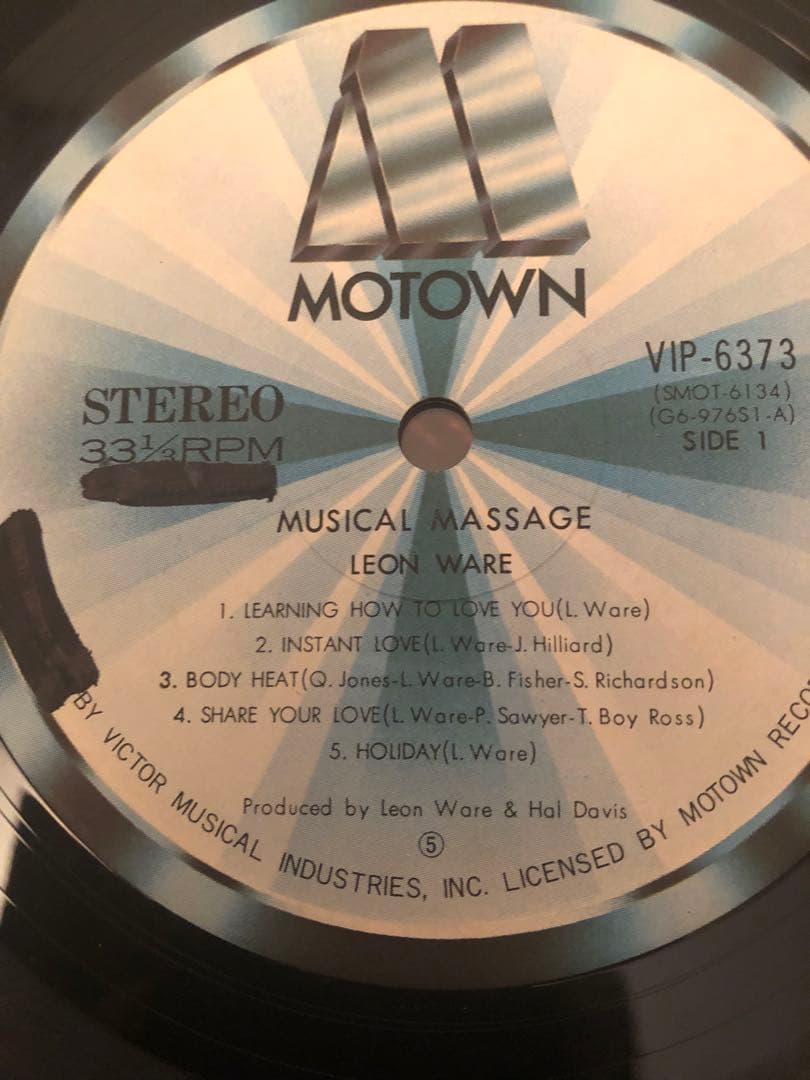 MOTOWN
VIP-6373
(SMOT-6134)
(G6-976S1-A)
SIDE 1
STEREO
33⅓RPM
MUSICAL MASSAGE
LEON WARE
1. LEARNING HOW TO LOVE YOU(L. Ware)
2. INSTANT LOVE(L. Ware-J. Hilliard)
3. BODY HEAT(Q. Jones-L. Ware-B. Fisher-S. Richardson)
4. SHARE YOUR LOVE(L. Ware-P. Sawyer-T. Boy Ross)
5. HOLIDAY(L. Ware)
Produced by Leon Ware & Hal Davis
⑤
BY VICTOR MUSICAL INDUSTRIES, INC. LICENSED BY MOTOWN